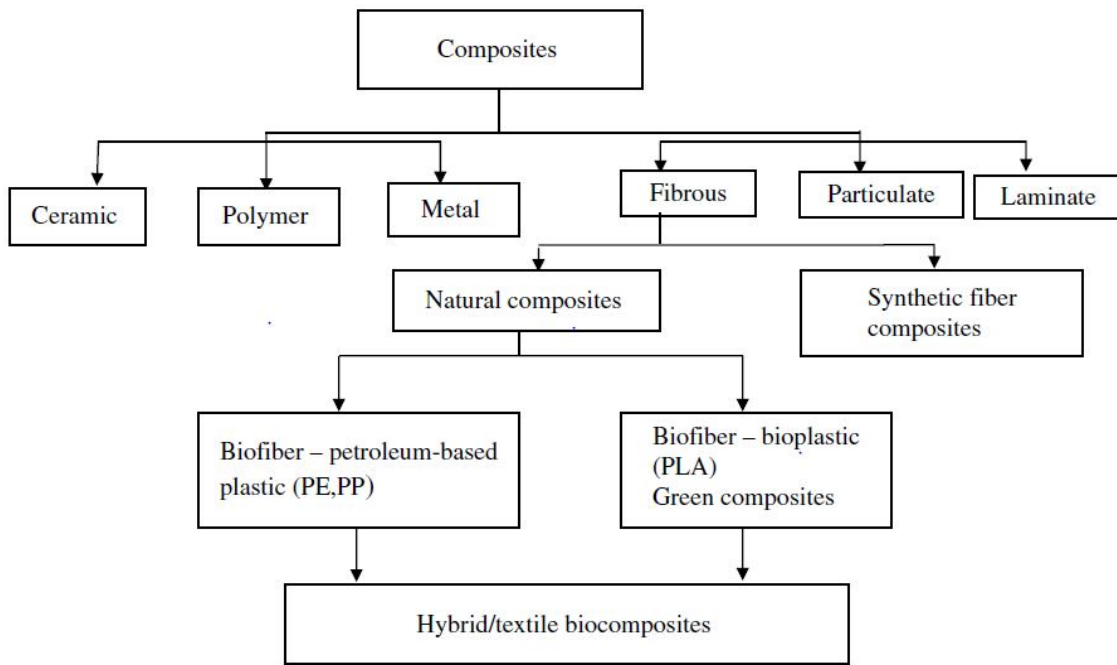 Composites
Ceramic
Polymer
Metal
Fibrous
Particulate
Laminate
Natural composites
Synthetic fiber
composites
Biofiber – petroleum-based
plastic (PE,PP)
Biofiber – bioplastic
(PLA)
Green composites
Hybrid/textile biocomposites